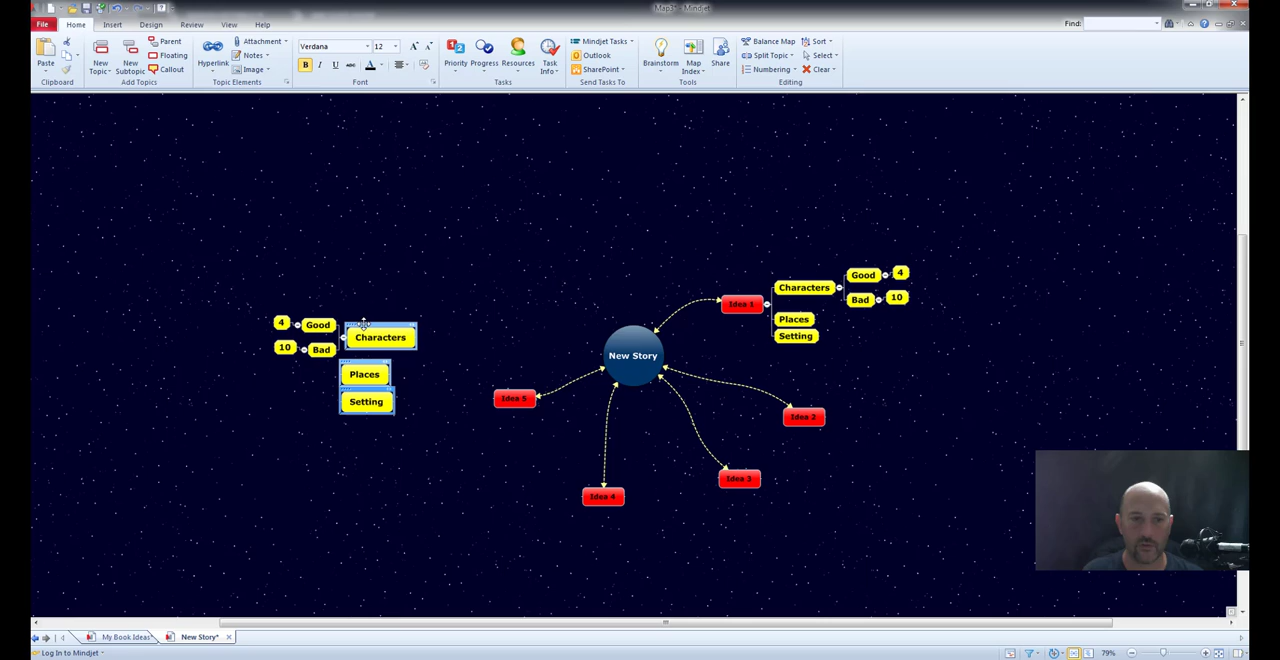 Map3* - Mindjet
File Home Insert Design Review View Help
Find:
Paste
Clipboard
New Topic
New Subtopic
Parent
Floating
Callout
Add Topics
Hyperlink
Attachment
Notes
Image
Topic Elements
Verdana 12
B I U ABC A
Font
Priority Progress Resources Task Info
Tasks
Mindjet Tasks
Outlook
SharePoint
Send Tasks To
Brainstorm Map Index Share
Tools
Balance Map Sort
Split Topic Select
Numbering Clear
Editing
4 Good
10 Bad
Characters
Places
Setting
New Story
Idea 1
Characters
Good 4
Bad 10
Places
Setting
Idea 5
Idea 2
Idea 3
Idea 4
My Book Ideas*
New Story*
Log In to Mindjet
79%